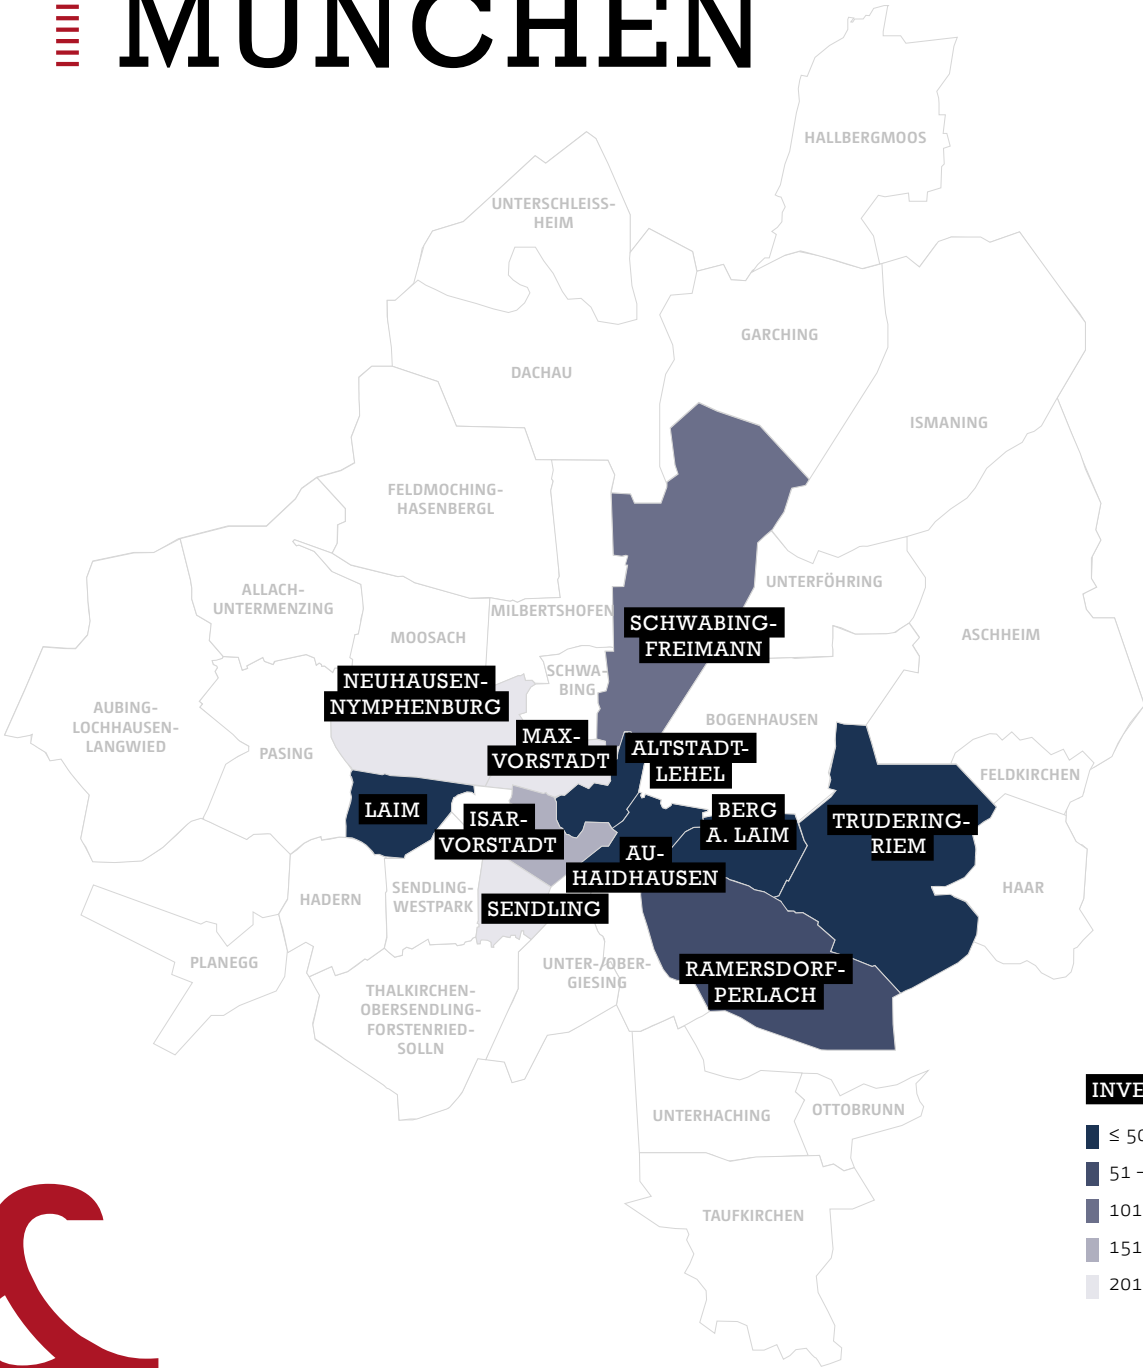 MÜNCHEN
HALLBERGMOOS
UNTERSCHLEISS-
HEIM
GARCHING
DACHAU
ISMANING
FELDMOCHING-
HASENBERGL
UNTERFÖHRING
ALLACH-
UNTERMENZING
MILBERTSHOFEN
MOOSACH
SCHWABING-
FREIMANN
ASCHHEIM
SCHWA-
BING
NEUHAUSEN-
NYMPHENBURG
AUBING-
LOCHHAUSEN-
LANGWIED
PASING
BOGENHAUSEN
MAX-
VORSTADT
ALTSTADT-
LEHEL
FELDKIRCHEN
LAIM
ISAR-
VORSTADT
BERG
A. LAIM
TRUDERING-
RIEM
AU-
HAIDHAUSEN
HADERN
SENDLING-
WESTPARK
SENDLING
HAAR
PLANEGG
UNTER-/OBER-
GIESING
RAMERSDORF-
PERLACH
THALKIRCHEN-
OBERSENDLING-
FORSTENRIED-
SOLLN
UNTERHACHING
OTTOBRUNN
TAUFKIRCHEN
INVE
≤ 50
51 –
101
151
201
&